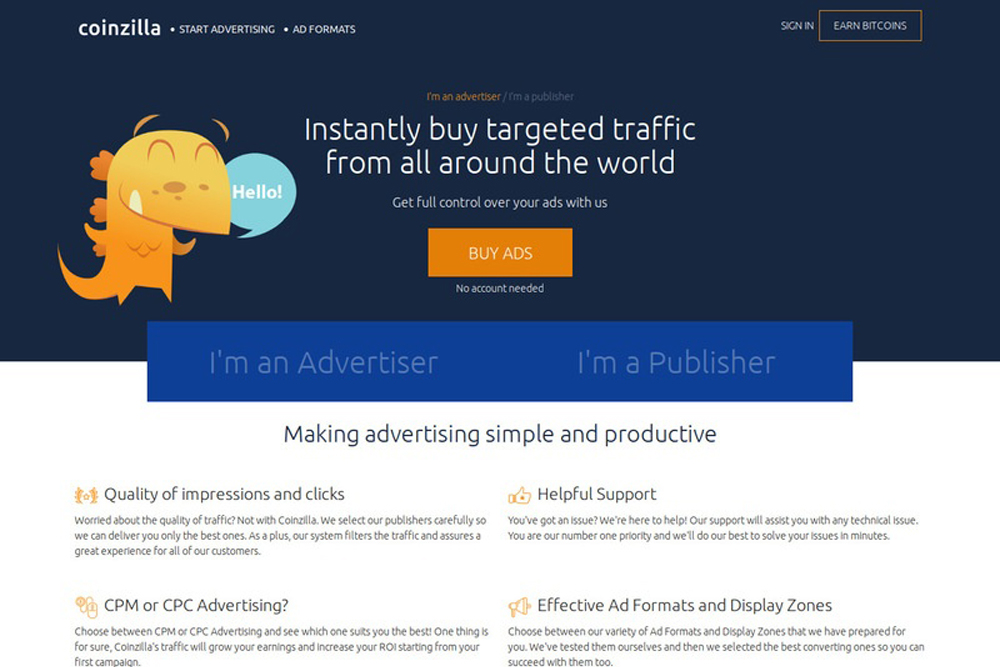 coinzilla • START ADVERTISING • AD FORMATS SIGN IN EARN BITCOINS
I'm an advertiser / I'm a publisher
Instantly buy targeted traffic
from all around the world
Hello!
Get full control over your ads with us
BUY ADS
No account needed
I'm an Advertiser I'm a Publisher
Making advertising simple and productive
Quality of impressions and clicks
Worried about the quality of traffic? Not with Coinzilla. We select our publishers carefully so
we can deliver you only the best ones. As a plus, our system filters the traffic and assures a
great experience for all of our customers.
Helpful Support
You've got an issue? We're here to help! Our support will assist you with any technical issue.
You are our number one priority and we'll do our best to solve your issues in minutes.
CPM or CPC Advertising?
Choose between CPM or CPC Advertising and see which one suits you the best! One thing is
for sure, Coinzilla's traffic will grow your earnings and increase your ROI starting from your
first campaign.
Effective Ad Formats and Display Zones
Choose between our variety of Ad Formats and Display Zones that we have prepared for
you. We've tested them ourselves and then we selected the best converting ones so you can
succeed with them too.